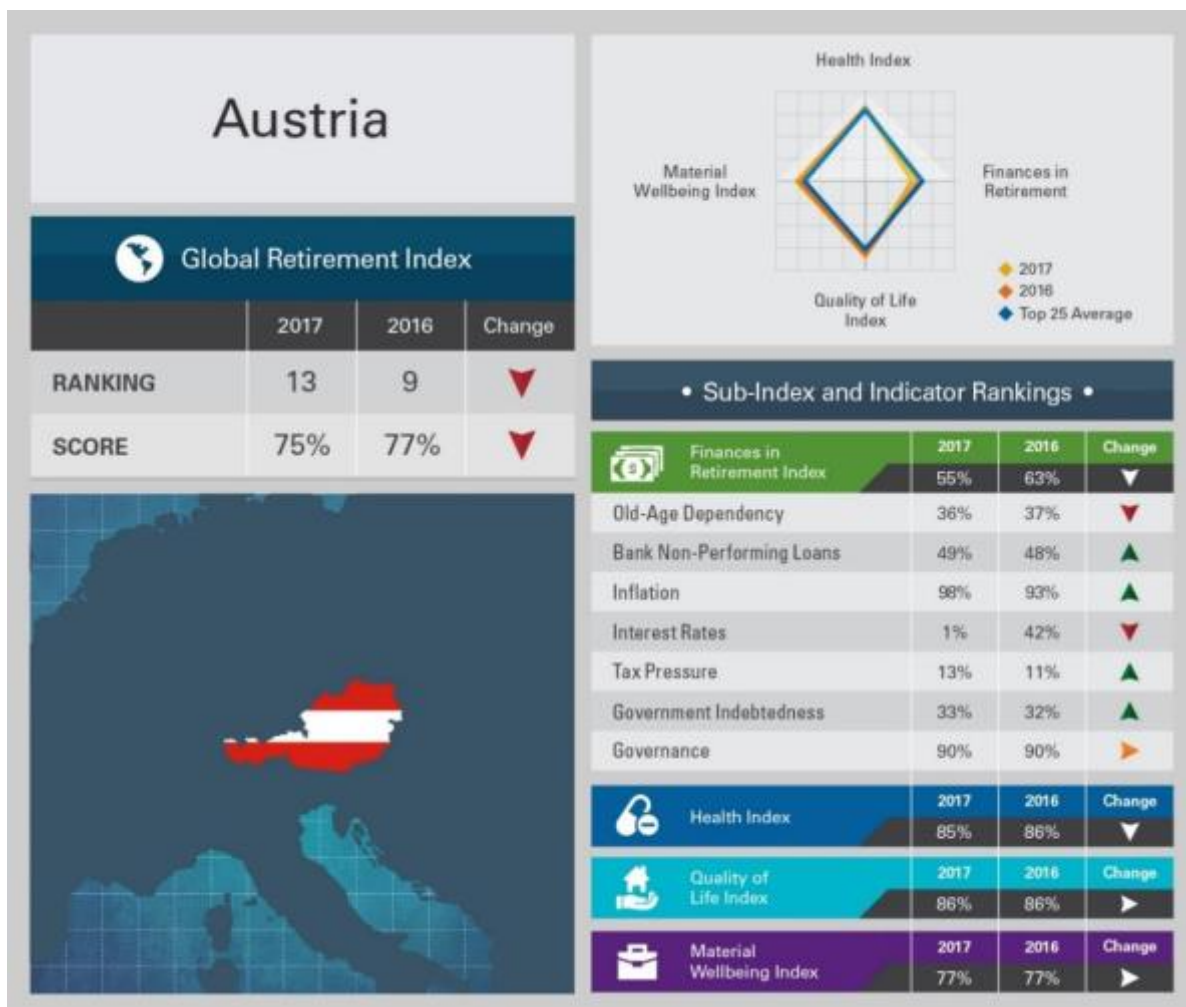 Austria
Global Retirement Index
2017 2016 Change
RANKING 13 9
SCORE 75% 77%
Health Index
Material
Wellbeing Index
Finances in
Retirement
Quality of Life
Index
2017
2016
Top 25 Average
• Sub-Index and Indicator Rankings •
Finances in
Retirement Index
2017 2016 Change
55% 63%
Old-Age Dependency 36% 37%
Bank Non-Performing Loans 49% 48%
Inflation 98% 93%
Interest Rates 1% 42%
Tax Pressure 13% 11%
Government Indebtedness 33% 32%
Governance 90% 90%
Health Index
2017 2016 Change
85% 86%
Quality of
Life Index
2017 2016 Change
86% 86%
Material
Wellbeing Index
2017 2016 Change
77% 77%